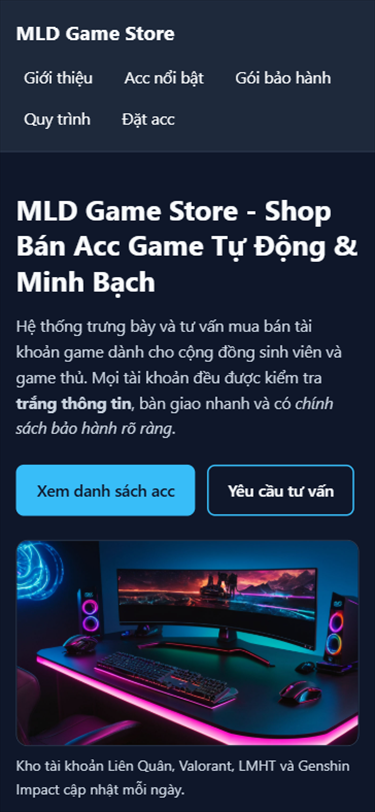 MLD Game Store
Giới thiệu Acc nổi bật Gói bảo hành
Quy trình Đặt acc
MLD Game Store - Shop
Bán Acc Game Tự Động &
Minh Bạch
Hệ thống trưng bày và tư vấn mua bán tài
khoản game dành cho cộng đồng sinh viên và
game thủ. Mọi tài khoản đều được kiểm tra
trắng thông tin, bàn giao nhanh và có chính
sách bảo hành rõ ràng.
Xem danh sách acc Yêu cầu tư vấn
Kho tài khoản Liên Quân, Valorant, LMHT và Genshin
Impact cập nhật mỗi ngày.